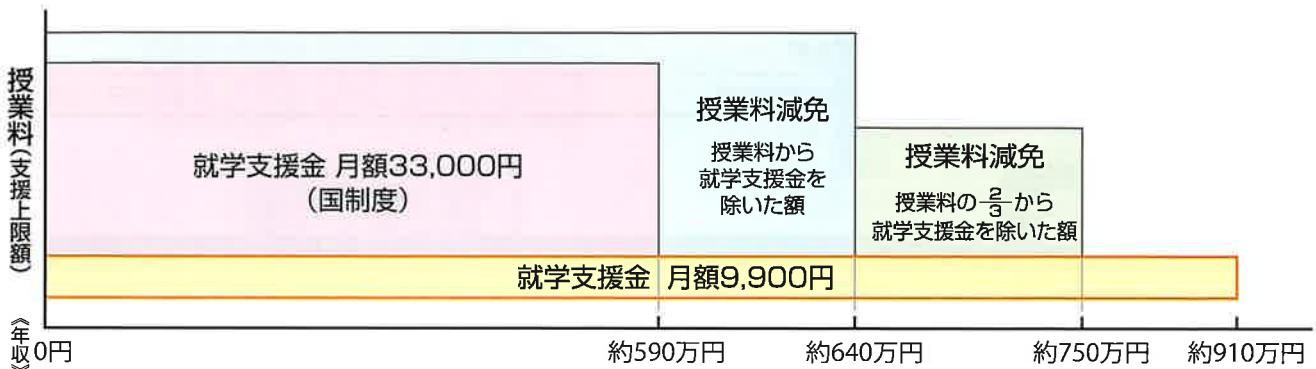 授業料(支援上限額)
就学支援金 月額33,000円
(国制度)
授業料減免
授業料から
就学支援金を
除いた額
授業料減免
授業料の2/3から
就学支援金を除いた額
就学支援金 月額9,900円
《年収》
0円
約590万円
約640万円
約750万円
約910万円